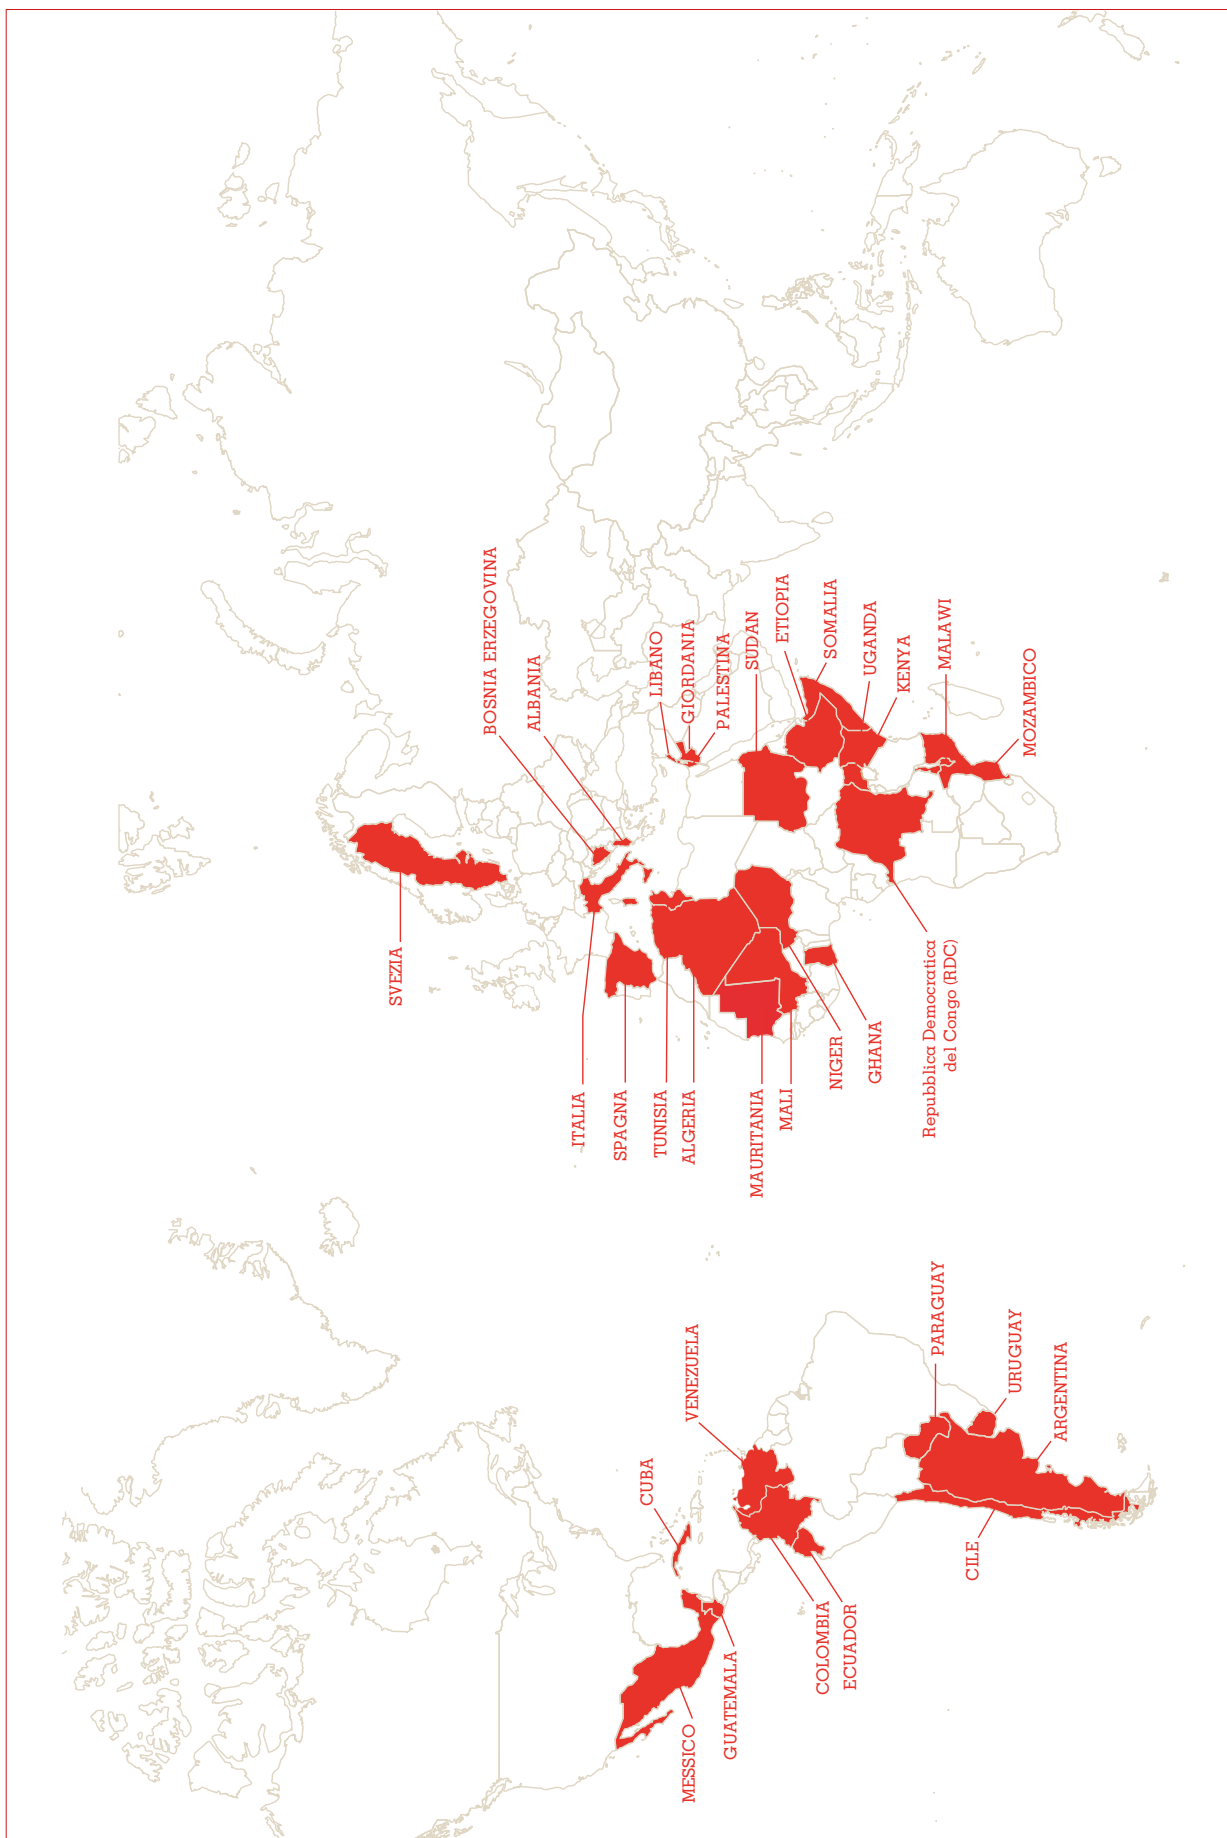 SVEZIA
BOSNIA ERZEGOVINA
ALBANIA
LIBANO
GIORDANIA
PALESTINA
SUDAN
ETIOPIA
SOMALIA
UGANDA
KENYA
MALAWI
MOZAMBICO
ITALIA
SPAGNA
TUNISIA
ALGERIA
MAURITANIA
MALI
NIGER
GHANA
Repubblica Democratica
del Congo (RDC)
CUBA
VENEZUELA
PARAGUAY
URUGUAY
ARGENTINA
MESSICO
GUATEMALA
COLOMBIA
ECUADOR
CILE